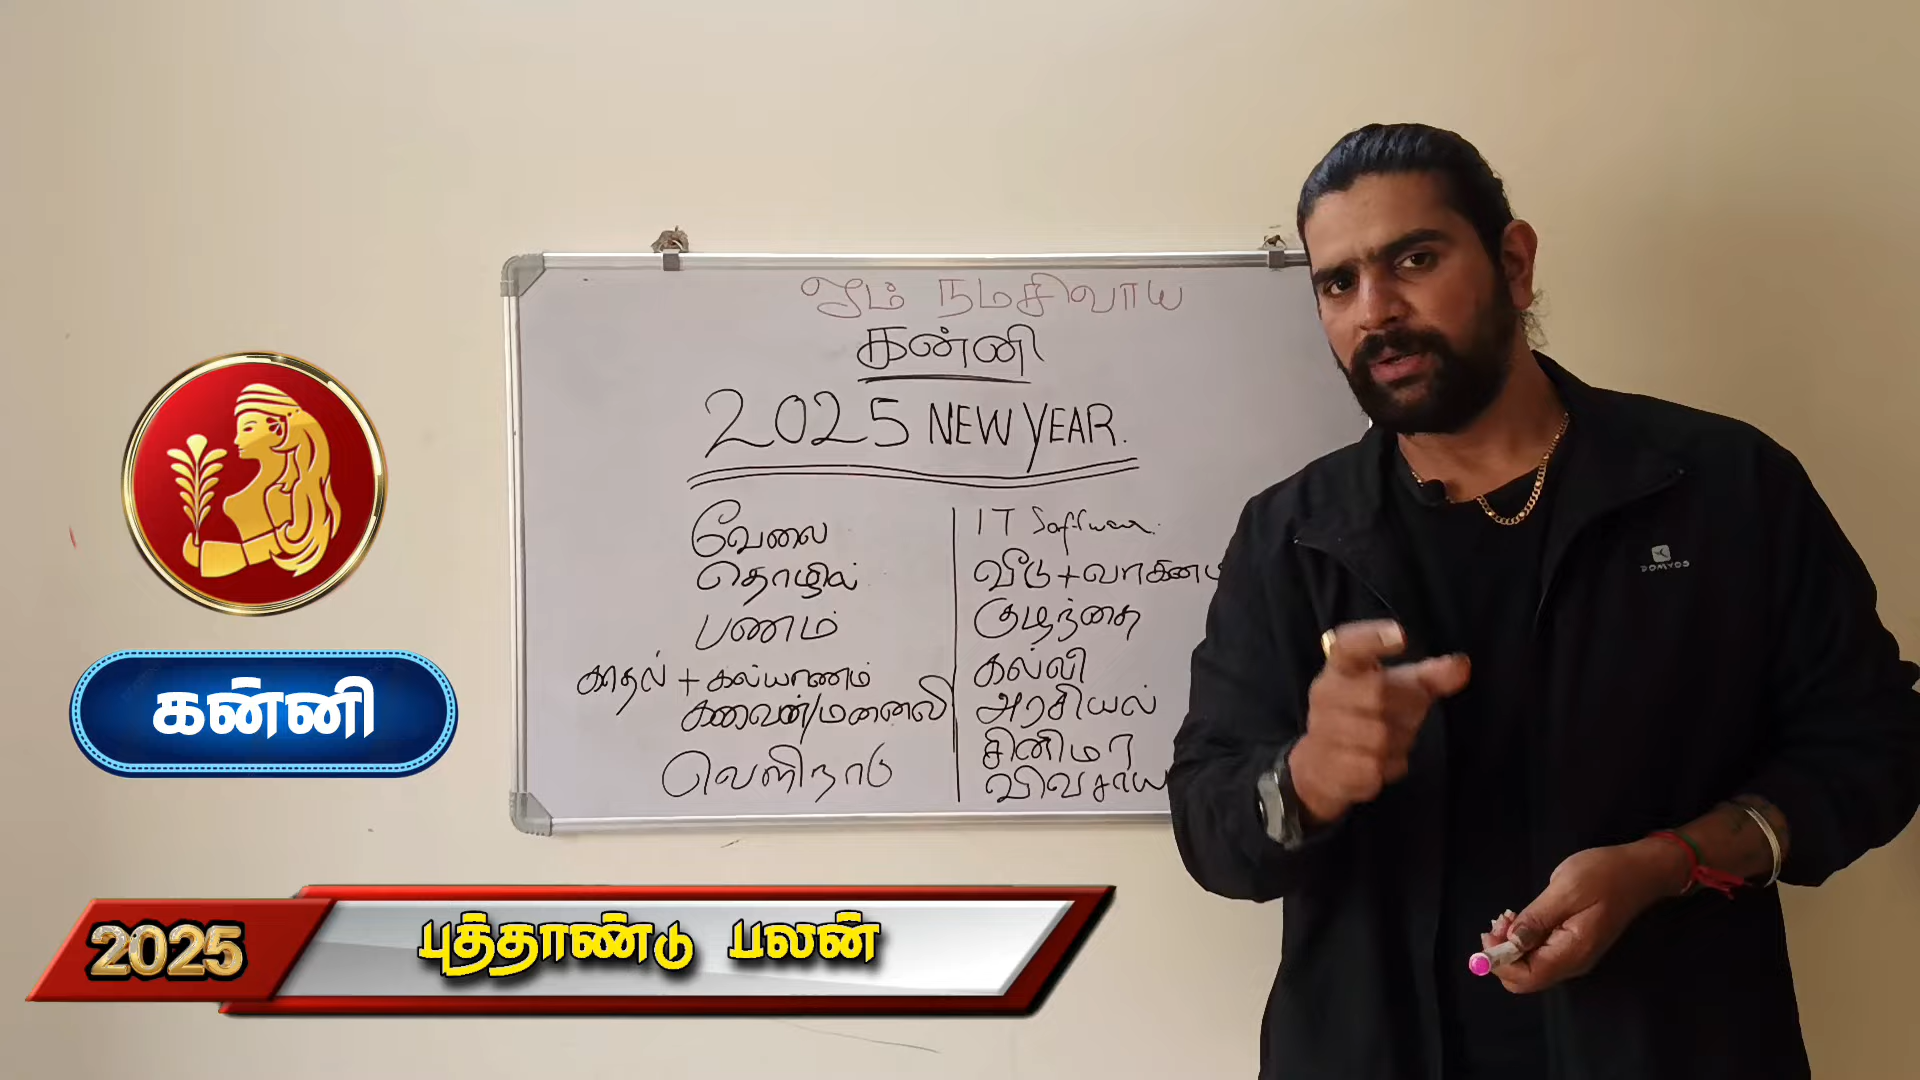 ஓம் நமசிவாய
கன்னி
2025 NEW YEAR.
வேலை
தொழில்
பணம்
காதல் + கல்யாணம்
கணவன்/மனைவி
வெளிநாடு
IT Software.
வீடு + வாகனம்
குழந்தை
கல்வி
அரசியல்
சினிமா
விவசாய
DOMYOS
கன்னி
2025 புத்தாண்டு பலன்